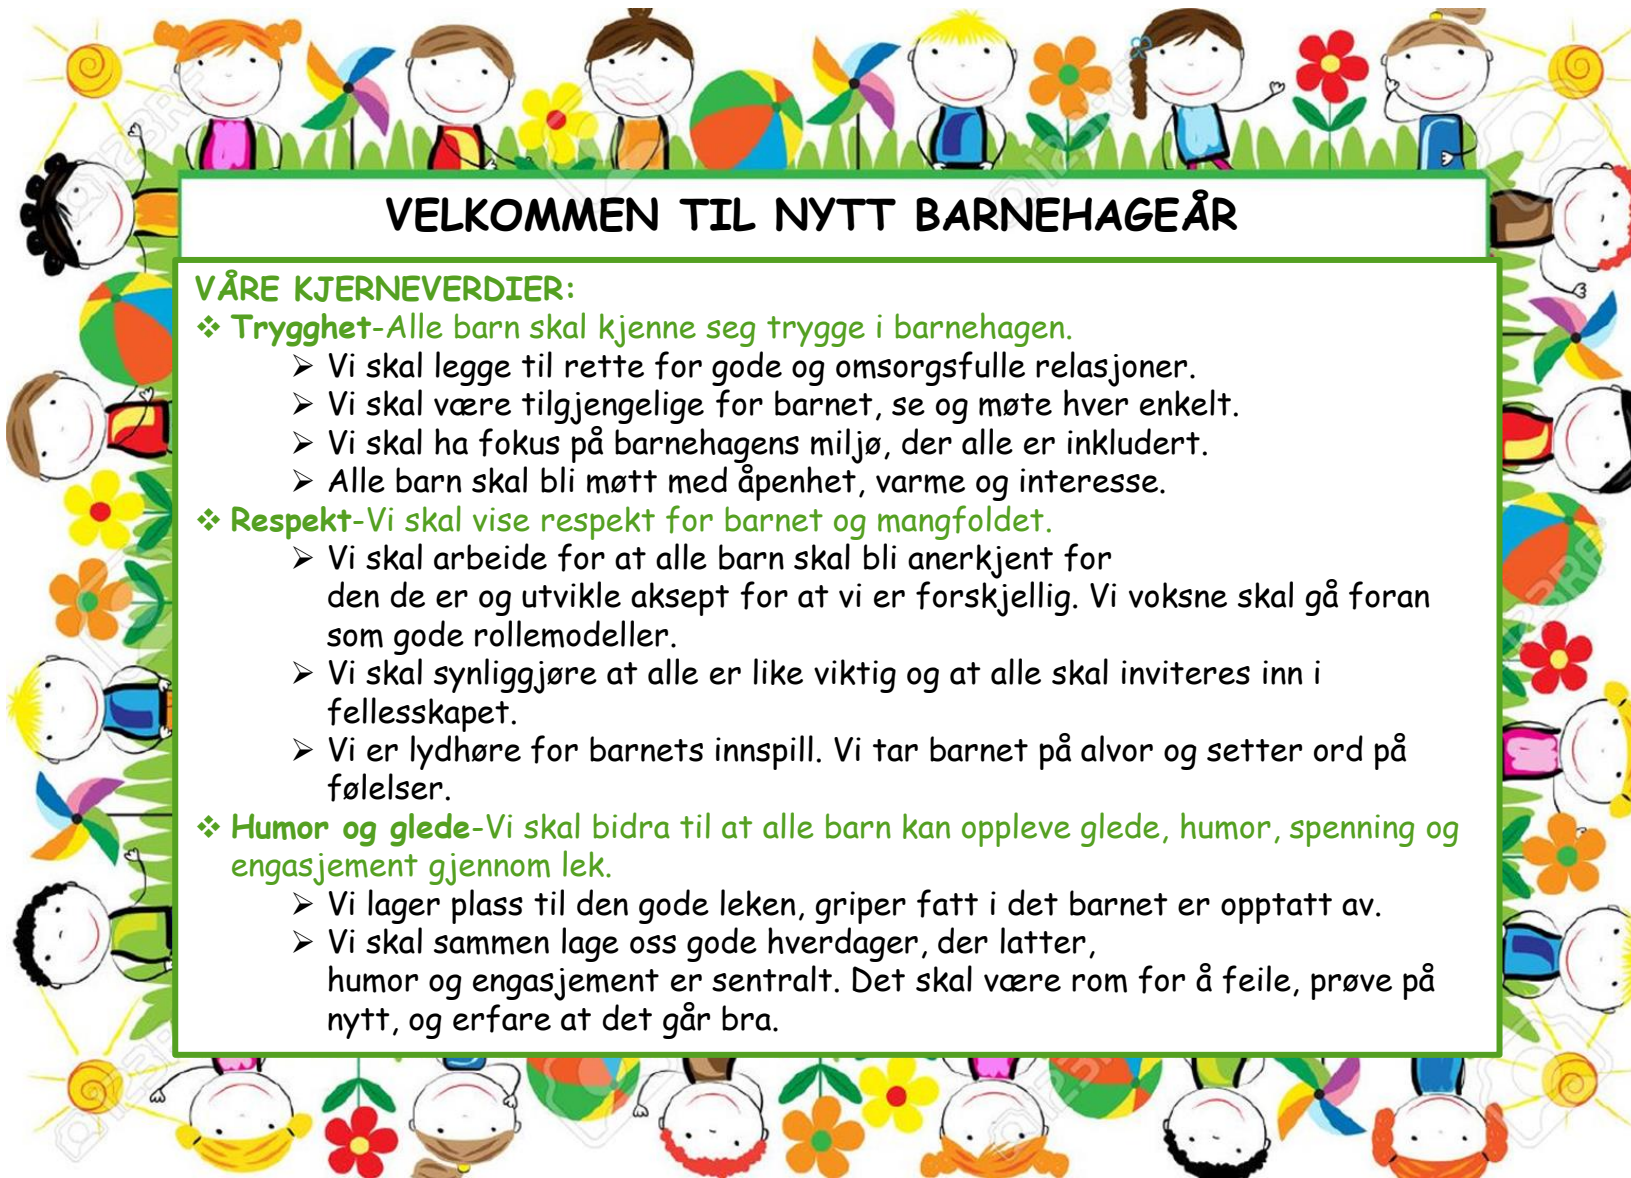 VELKOMMEN TIL NYTT BARNEHAGEÅR
VÅRE KJERNEVERDIER:
❖ Trygghet-Alle barn skal kjenne seg trygge i barnehagen.
➢ Vi skal legge til rette for gode og omsorgsfulle relasjoner.
➢ Vi skal være tilgjengelige for barnet, se og møte hver enkelt.
➢ Vi skal ha fokus på barnehagens miljø, der alle er inkludert.
➢ Alle barn skal bli møtt med åpenhet, varme og interesse.
❖ Respekt-Vi skal vise respekt for barnet og mangfoldet.
➢ Vi skal arbeide for at alle barn skal bli anerkjent for
den de er og utvikle aksept for at vi er forskjellig. Vi voksne skal gå foran
som gode rollemodeller.
➢ Vi skal synliggjøre at alle er like viktig og at alle skal inviteres inn i
fellesskapet.
➢ Vi er lydhøre for barnets innspill. Vi tar barnet på alvor og setter ord på
følelser.
❖ Humor og glede-Vi skal bidra til at alle barn kan oppleve glede, humor, spenning og
engasjement gjennom lek.
➢ Vi lager plass til den gode leken, griper fatt i det barnet er opptatt av.
➢ Vi skal sammen lage oss gode hverdager, der latter,
humor og engasjement er sentralt. Det skal være rom for å feile, prøve på
nytt, og erfare at det går bra.